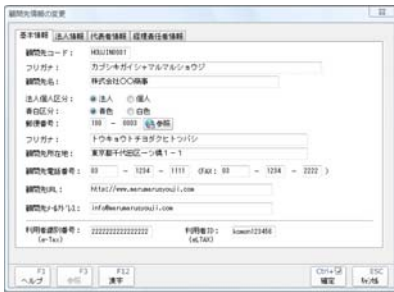 顧問先情報の変更
基本情報 法人情報 代表者情報 経理責任者情報
顧問先コード： HOUJIN0001
フリガナ： カブシキガイシャマルマルショウジ
顧問先名： 株式会社〇〇商事
法人個人区分： 法人 個人
青白区分： 青色 白色
郵便番号： 100 - 0003 参照
フリガナ： トウキョウトチヨダクヒトツバシ
顧問先所在地： 東京都千代田区一つ橋1-1
顧問先電話番号： 03 - 1234 - 1111 (FAX： 03 - 1234 - 2222 )
顧問先URL： http://www.marumarusyouji.com
顧問先メールアドレス： info@marumarusyouji.com
利用者識別番号： 2222222222222222 利用者ID： komon123456
(e-Tax) (eLTAX)
F1 F3 F12 Ctrl+ ESC
ヘルプ 参照 漢字 確定 キャンセル